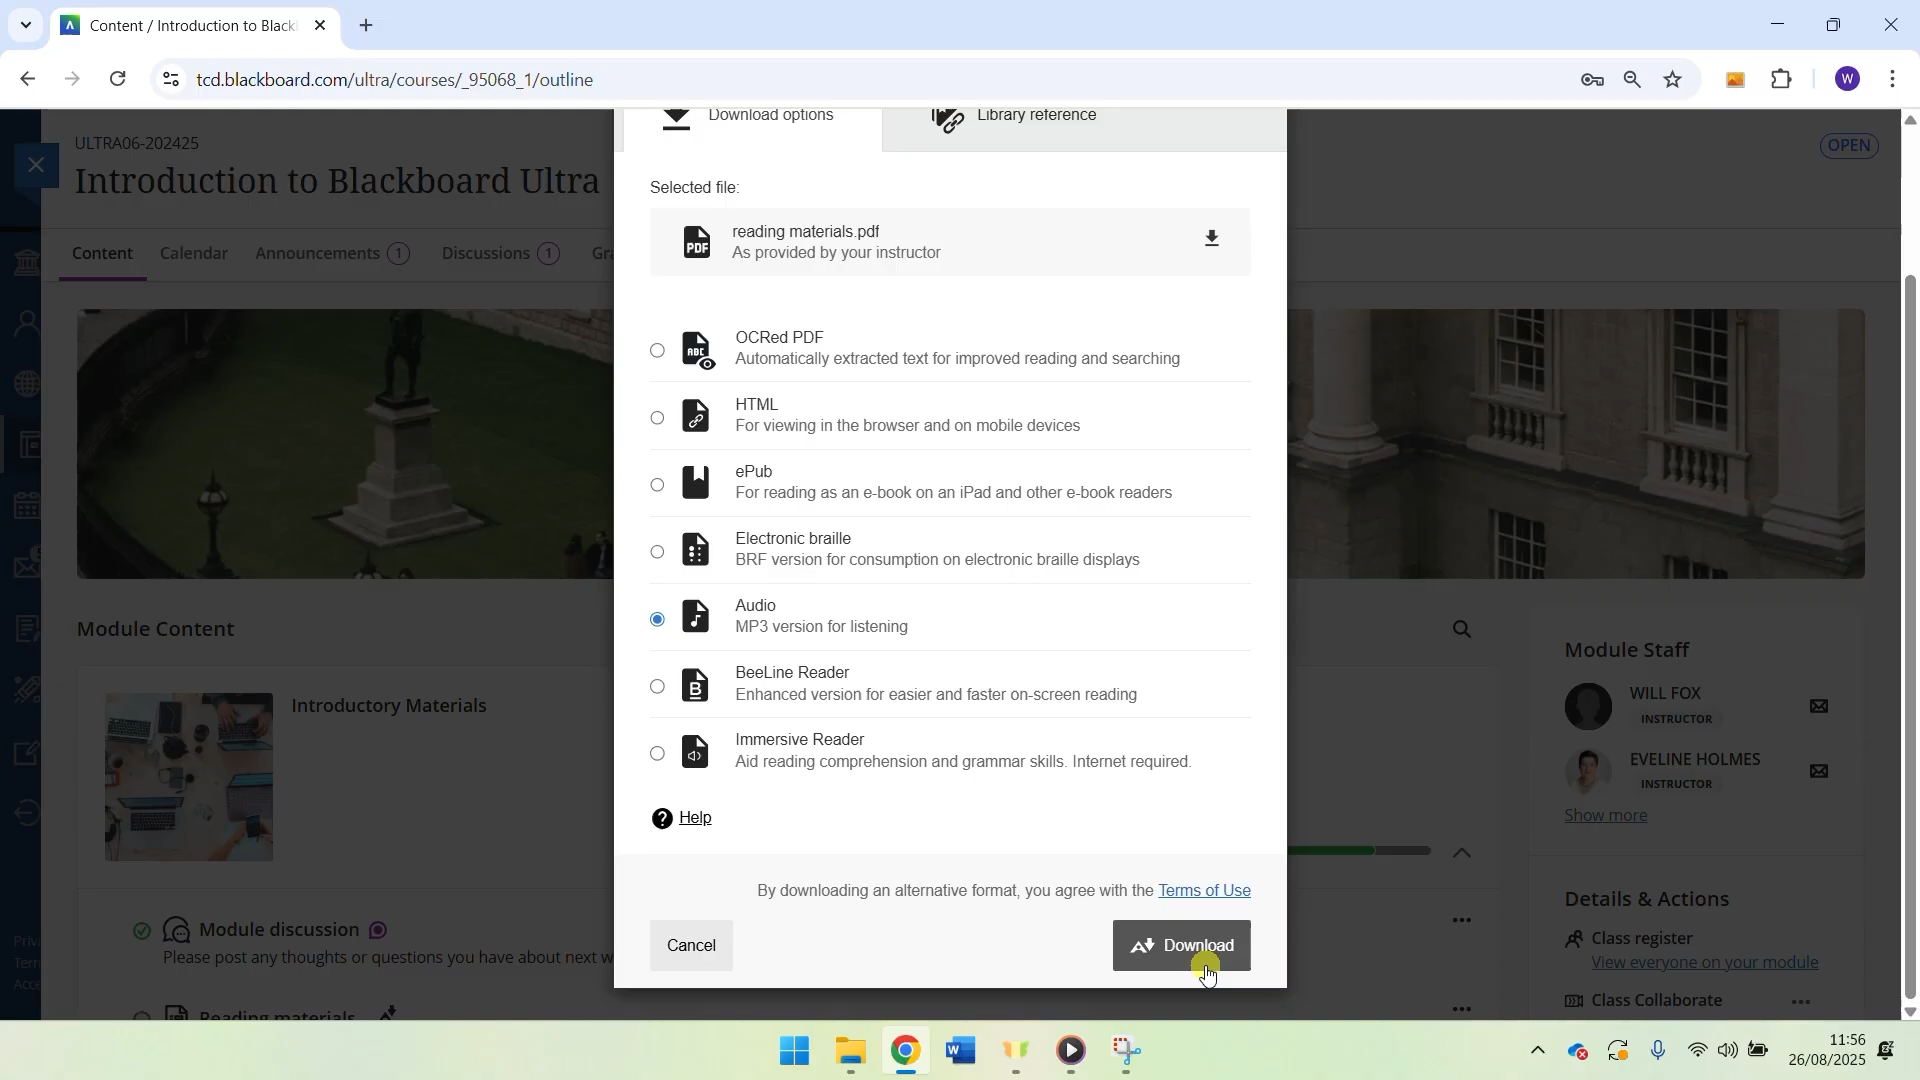 Content / Introduction to Black
tcd.blackboard.com/ultra/courses/_95068_1/outline
W
Download options
Library reference
ULTRA06-202425
OPEN
Introduction to Blackboard Ultra
Selected file:
reading materials.pdf
As provided by your instructor
PDF
Content
Calendar
Announcements 1
Discussions 1
Gra
OCRed PDF
Automatically extracted text for improved reading and searching
ABC
HTML
For viewing in the browser and on mobile devices
ePub
For reading as an e-book on an iPad and other e-book readers
Electronic braille
BRF version for consumption on electronic braille displays
Audio
MP3 version for listening
BeeLine Reader
Enhanced version for easier and faster on-screen reading
B
Immersive Reader
Aid reading comprehension and grammar skills. Internet required.
Help
By downloading an alternative format, you agree with the Terms of Use
Cancel
Download
Module Content
Introductory Materials
Module discussion
Please post any thoughts or questions you have about next w
Reading materials
Module Staff
WILL FOX
INSTRUCTOR
EVELINE HOLMES
INSTRUCTOR
Show more
Details & Actions
Class register
View everyone on your module
Class Collaborate
Priv
Tern
Acce
11:56
26/08/2025